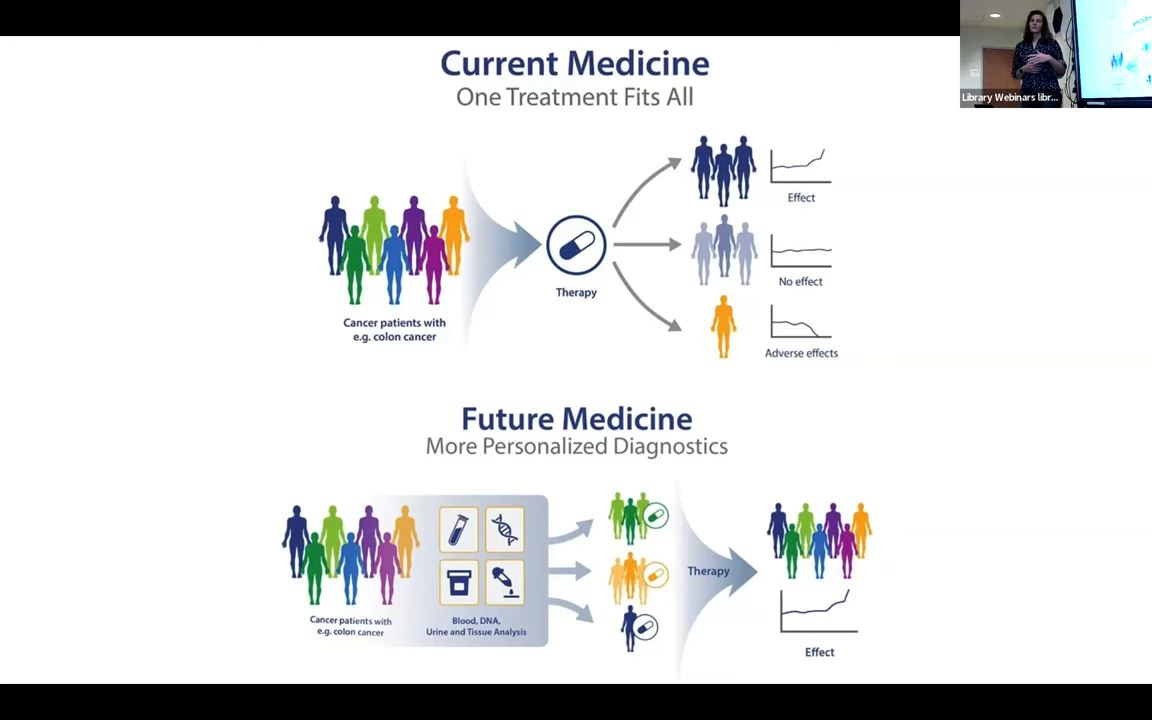 Library Webinars libr...
Current Medicine
One Treatment Fits All
Effect
No effect
Therapy
Cancer patients with
e.g. colon cancer
Adverse effects
Future Medicine
More Personalized Diagnostics
Therapy
Cancer patients with
e.g. colon cancer
Blood, DNA,
Urine and Tissue Analysis
Effect